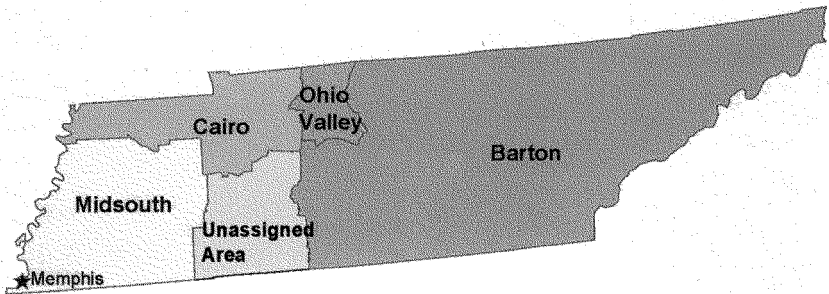 Ohio
Valley
Cairo
Barton
Midsouth
Unassigned
Area
Memphis